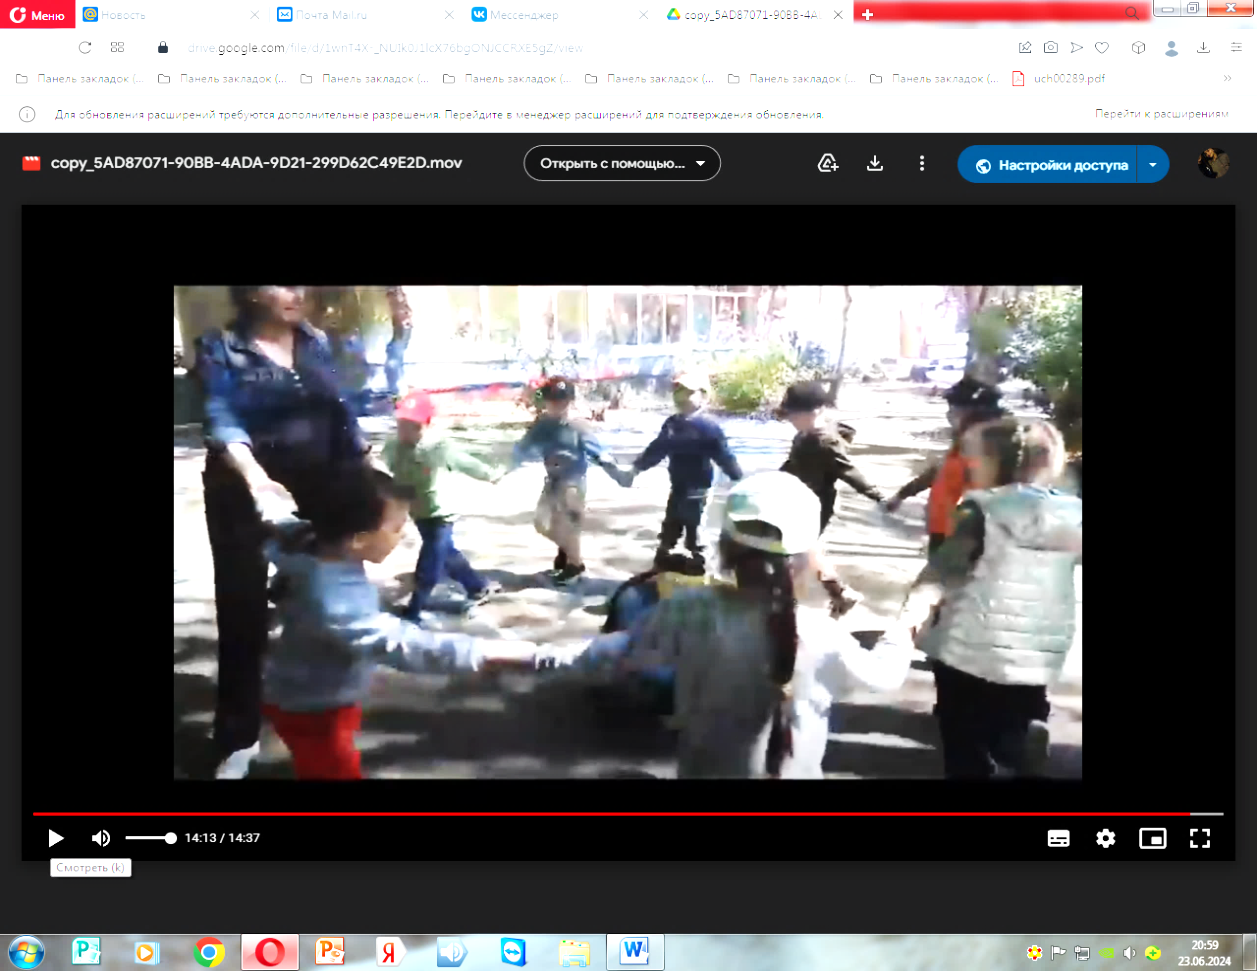 Меню
Новость
Почта Mail.ru
Мессенджер
copy_5AD87071-90BB-4A
Панель закладок (...
Панель закладок (...
Панель закладок (...
Панель закладок (...
Панель закладок (...
Панель закладок (...
Панель закладок (...
uch00289.pdf
Для обновления расширений требуются дополнительные разрешения. Перейдите в менеджер расширений для подтверждения обновления.
Перейти к расширениям
copy_5AD87071-90BB-4ADA-9D21-299D62C49E2D.mov
Открыть с помощью...
Настройки доступа
14:13 / 14:37
Смотреть (k)
20:59
23.06.2024